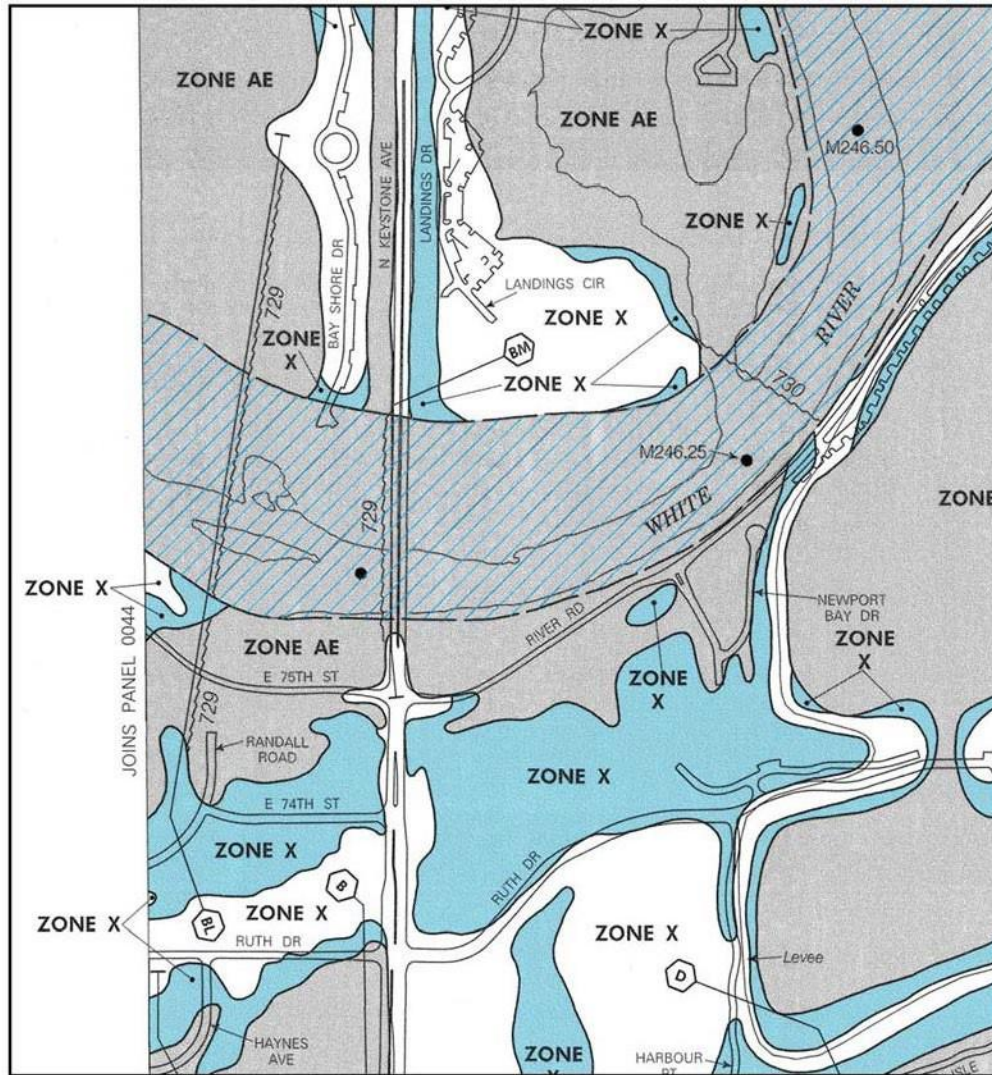 ZONE X
ZONE AE
ZONE AE
M246.50
N KEYSTONE AVE
LANDINGS DR
ZONE X
BAY SHORE DR
729
LANDINGS CIR
ZONE X
RIVER
ZONE
X
BM
ZONE X
730
M246.25
ZONE
WHITE
729
ZONE X
NEWPORT
BAY DR
RIVER RD
ZONE AE
ZONE
X
E 75TH ST
ZONE
X
JOINS PANEL 0044
729
RANDALL
ROAD
ZONE X
E 74TH ST
ZONE X
RUTH DR
B
ZONE X
ZONE X
BL
RUTH DR
ZONE X
Levee
D
HAYNES
AVE
ZONE
X
HARBOUR
PT
ISLE